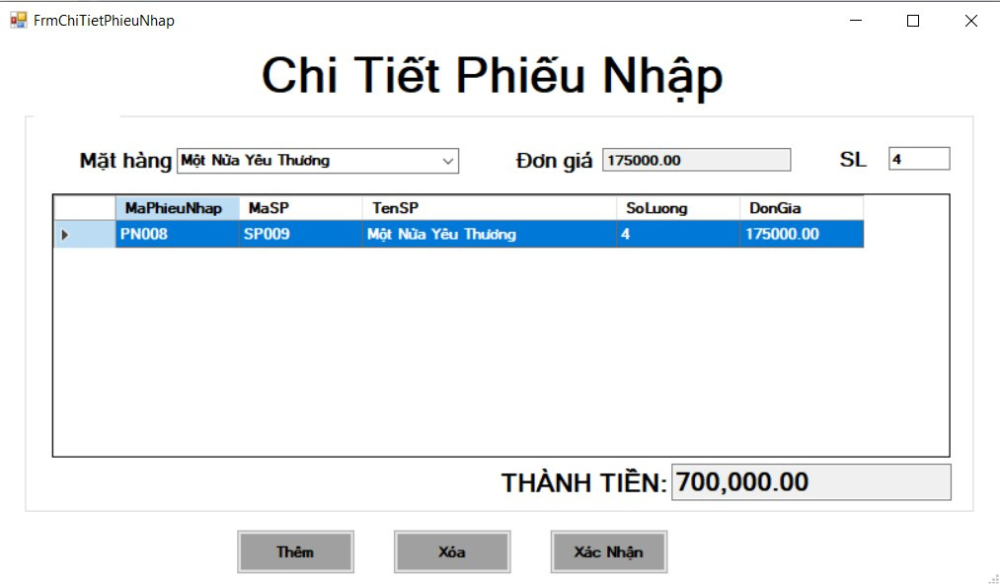 FrmChiTietPhieuNhap
Chi Tiết Phiếu Nhập
Mặt hàng Một Nửa Yêu Thương Đơn giá 175000.00 SL 4
MaPhieuNhap MaSP TenSP SoLuong DonGia
PN008 SP009 Một Nửa Yêu Thương 4 175000.00
THÀNH TIỀN: 700,000.00
Thêm Xóa Xác Nhận